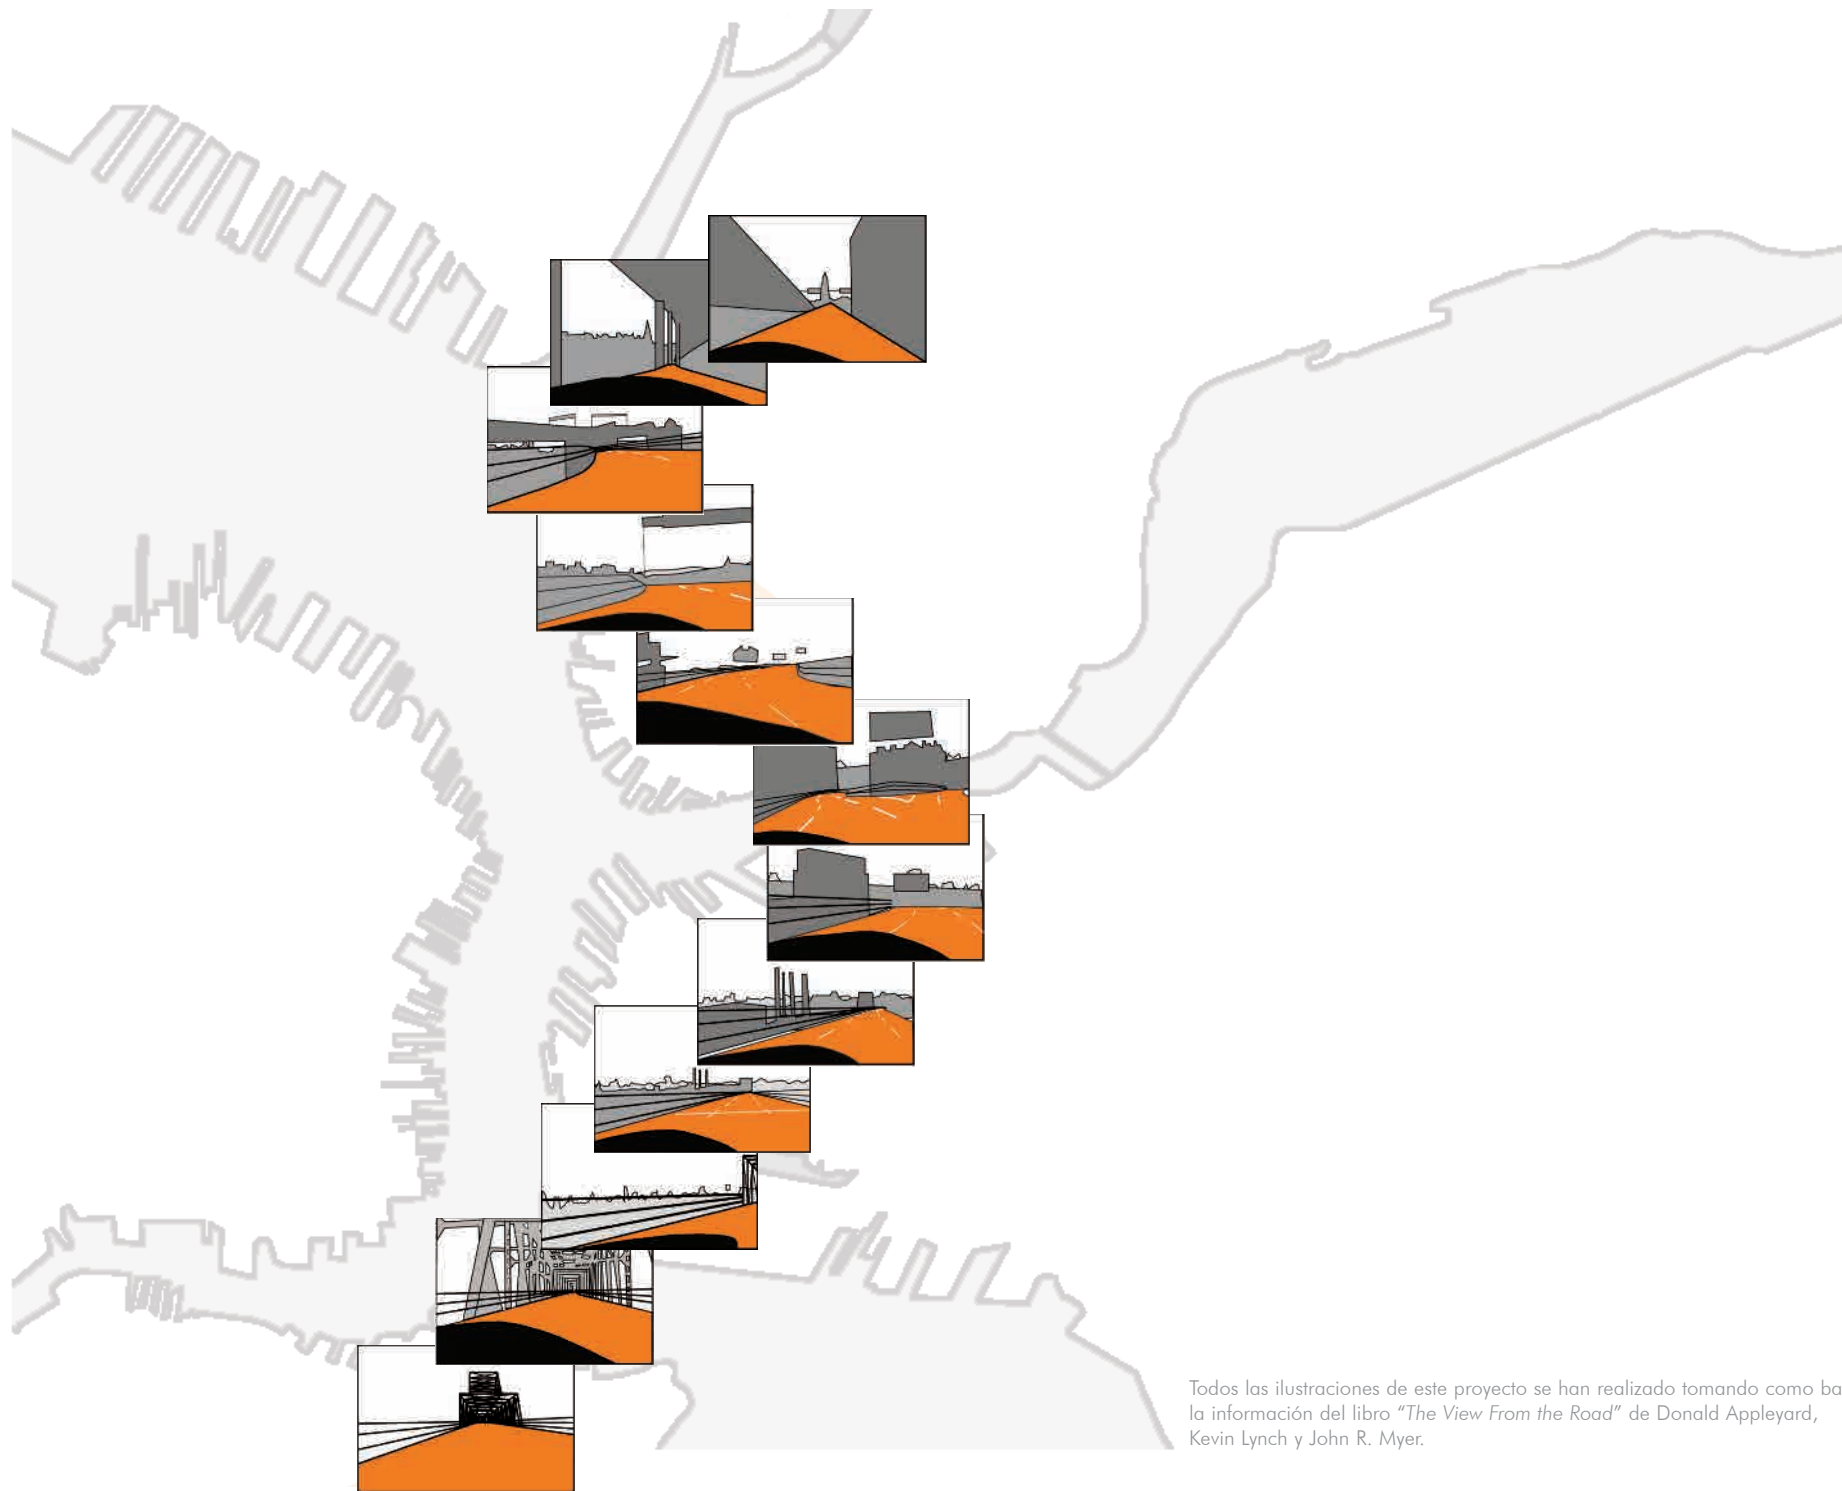 Todos las ilustraciones de este proyecto se han realizado tomando como ba
la información del libro “The View From the Road” de Donald Appleyard,
Kevin Lynch y John R. Myer.